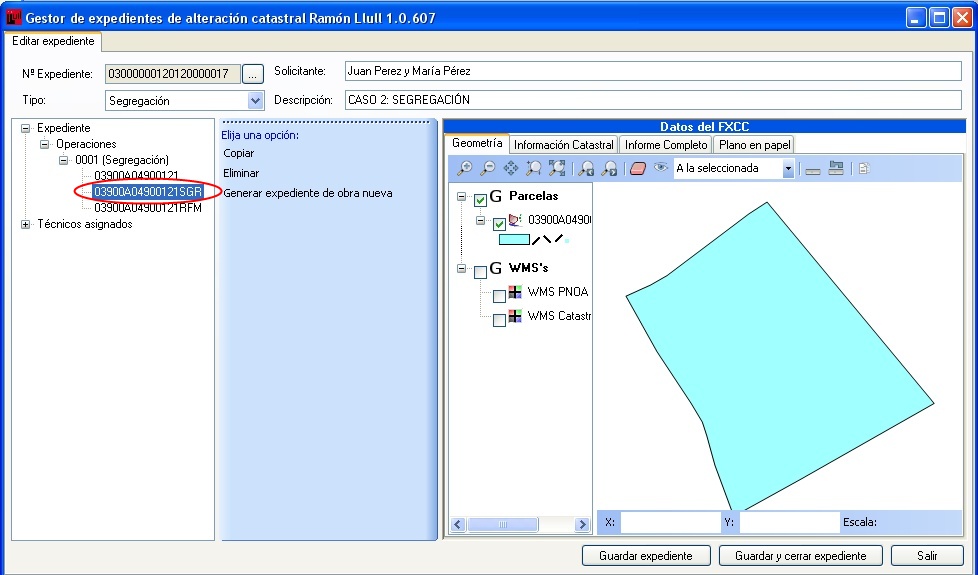 Gestor de expedientes de alteración catastral Ramón Llull 1.0.607
Editar expediente
Nº Expediente: 03000000120120000017 ... Solicitante: Juan Perez y María Pérez
Tipo: Segregación Descripción: CASO 2: SEGREGACIÓN
Expediente
Operaciones
0001 (Segregación)
03900A04900121
03900A04900121SGR
03900A04900121RFM
Técnicos asignados
Elija una opción:
Copiar
Eliminar
Generar expediente de obra nueva
Datos del FXCC
Geometría Información Catastral Informe Completo Plano en papel
A la seleccionada
G Parcelas
03900A0490
G WMS's
WMS PNOA
WMS Catastr
X: Y: Escala:
Guardar expediente Guardar y cerrar expediente Salir